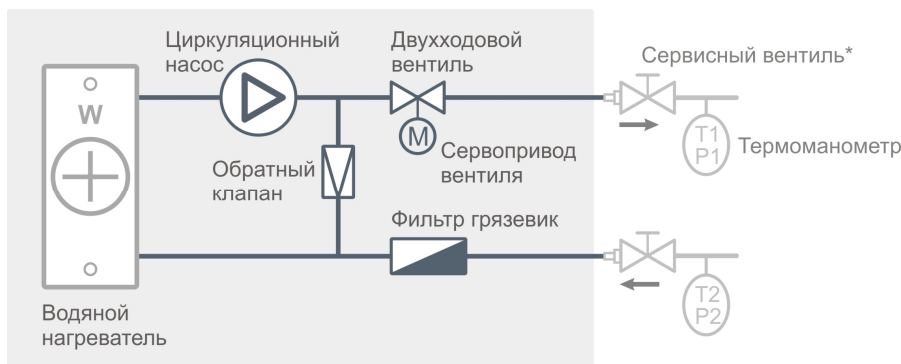 Циркуляционный
насос
Двухходовой
вентиль
Сервисный вентиль*
W
M
T1
P1
Термоманометр
Обратный
клапан
Сервопривод
вентиля
Фильтр грязевик
T2
P2
Водяной
нагреватель